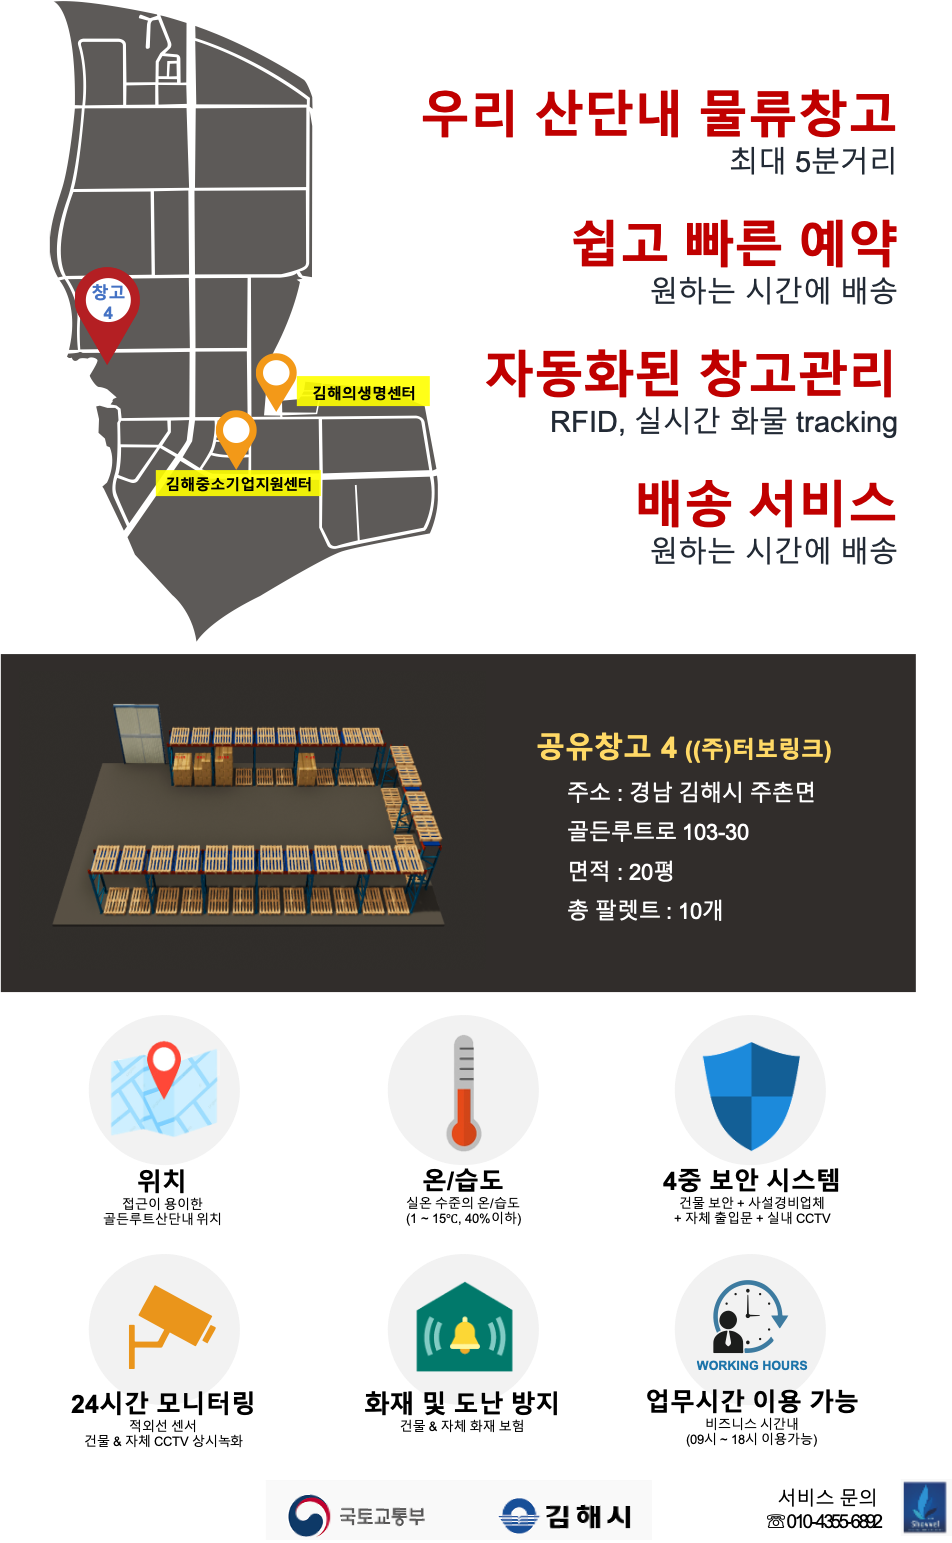 우리 산단내 물류창고
최대 5분거리
쉽고 빠른 예약
원하는 시간에 배송
자동화된 창고관리
RFID, 실시간 화물 tracking
배송 서비스
원하는 시간에 배송
창고
4
김해의생명센터
김해중소기업지원센터
공유창고 4 ((주)터보링크)
주소 : 경남 김해시 주촌면
골든루트로 103-30
면적 : 20평
총 팔렛트 : 10개
위치
접근이 용이한
골든루트산단내 위치
온/습도
실온 수준의 온/습도
(1 ~ 15℃, 40%이하)
4중 보안 시스템
건물 보안 + 사설경비업체
+ 자체 출입문 + 실내 CCTV
24시간 모니터링
적외선 센서
건물 & 자체 CCTV 상시녹화
화재 및 도난 방지
건물 & 자체 화재 보험
WORKING HOURS
업무시간 이용 가능
비즈니스 시간내
(09시 ~ 18시 이용가능)
국토교통부
김해시
서비스 문의
☏010-4355-6892